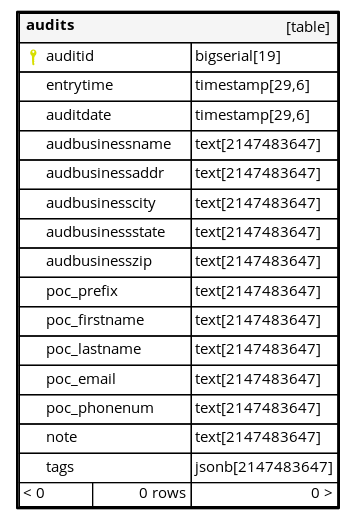 audits [table]
auditid bigserial[19]
entrytime timestamp[29,6]
auditdate timestamp[29,6]
audbusinessname text[2147483647]
audbusinessaddr text[2147483647]
audbusinesscity text[2147483647]
audbusinessstate text[2147483647]
audbusinesszip text[2147483647]
poc_prefix text[2147483647]
poc_firstname text[2147483647]
poc_lastname text[2147483647]
poc_email text[2147483647]
poc_phonenum text[2147483647]
note text[2147483647]
tags jsonb[2147483647]
< 0 0 rows 0 >